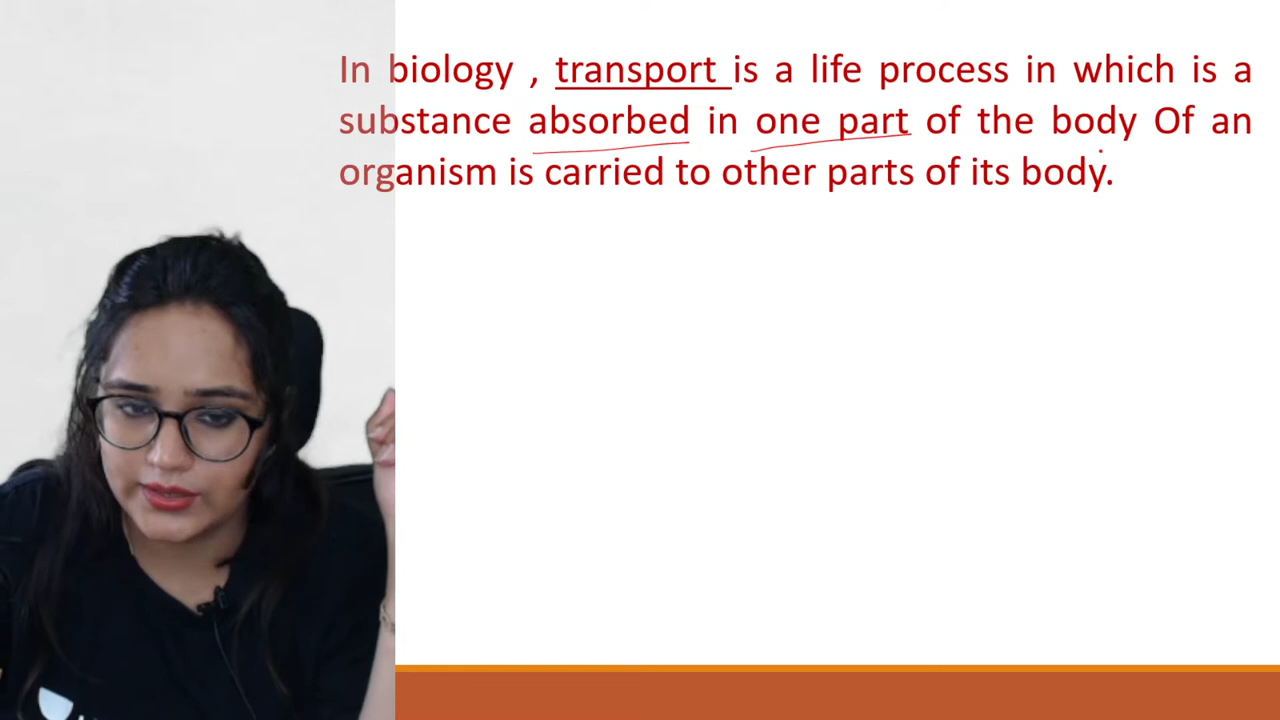 In biology , transport is a life process in which is a
substance absorbed in one part of the body Of an
organism is carried to other parts of its body.